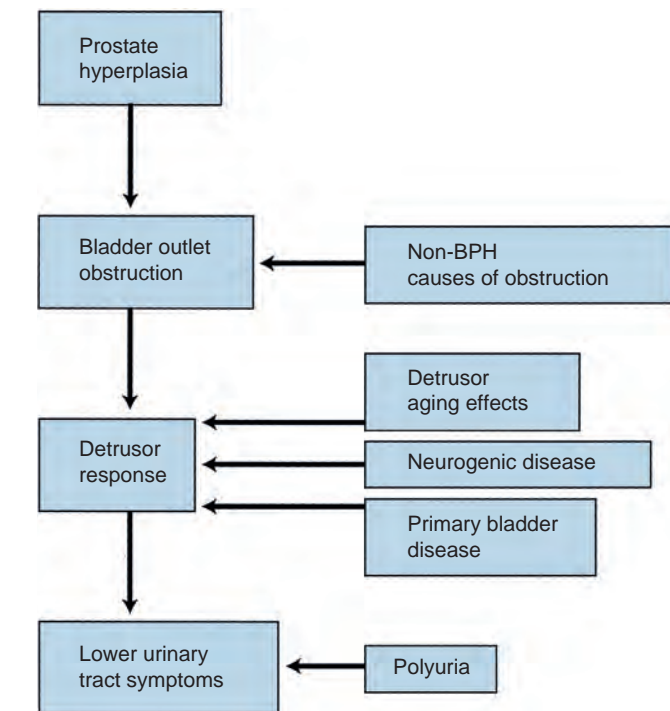 Prostate
hyperplasia
Bladder outlet
obstruction
Non-BPH
causes of obstruction
Detrusor
aging effects
Detrusor
response
Neurogenic disease
Primary bladder
disease
Lower urinary
tract symptoms
Polyuria